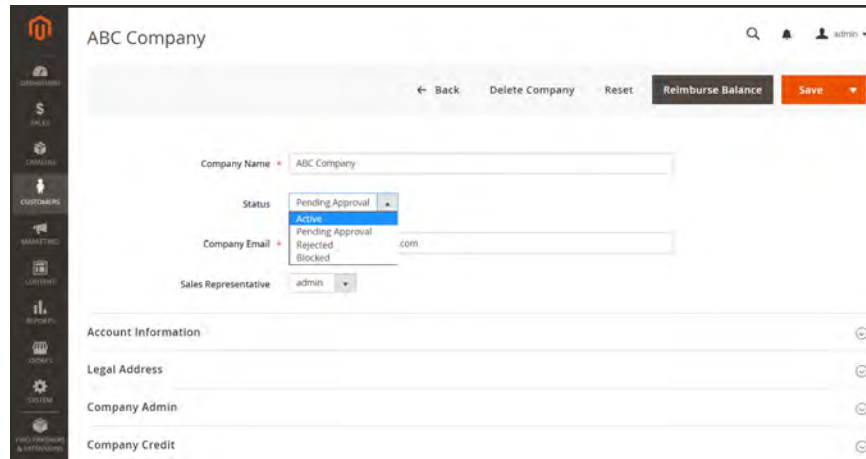 ABC Company
admin
DASHBOARD
← Back Delete Company Reset Reimburse Balance Save
SALES
CATALOG
Company Name * ABC Company
CUSTOMERS
Status Pending Approval
Active
Pending Approval
MARKETING
Company Email * .com
Rejected
Blocked
CONTENT
Sales Representative admin
REPORTS
Account Information
STORES
Legal Address
SYSTEM
Company Admin
FIND PARTNERS
& EXTENSIONS
Company Credit